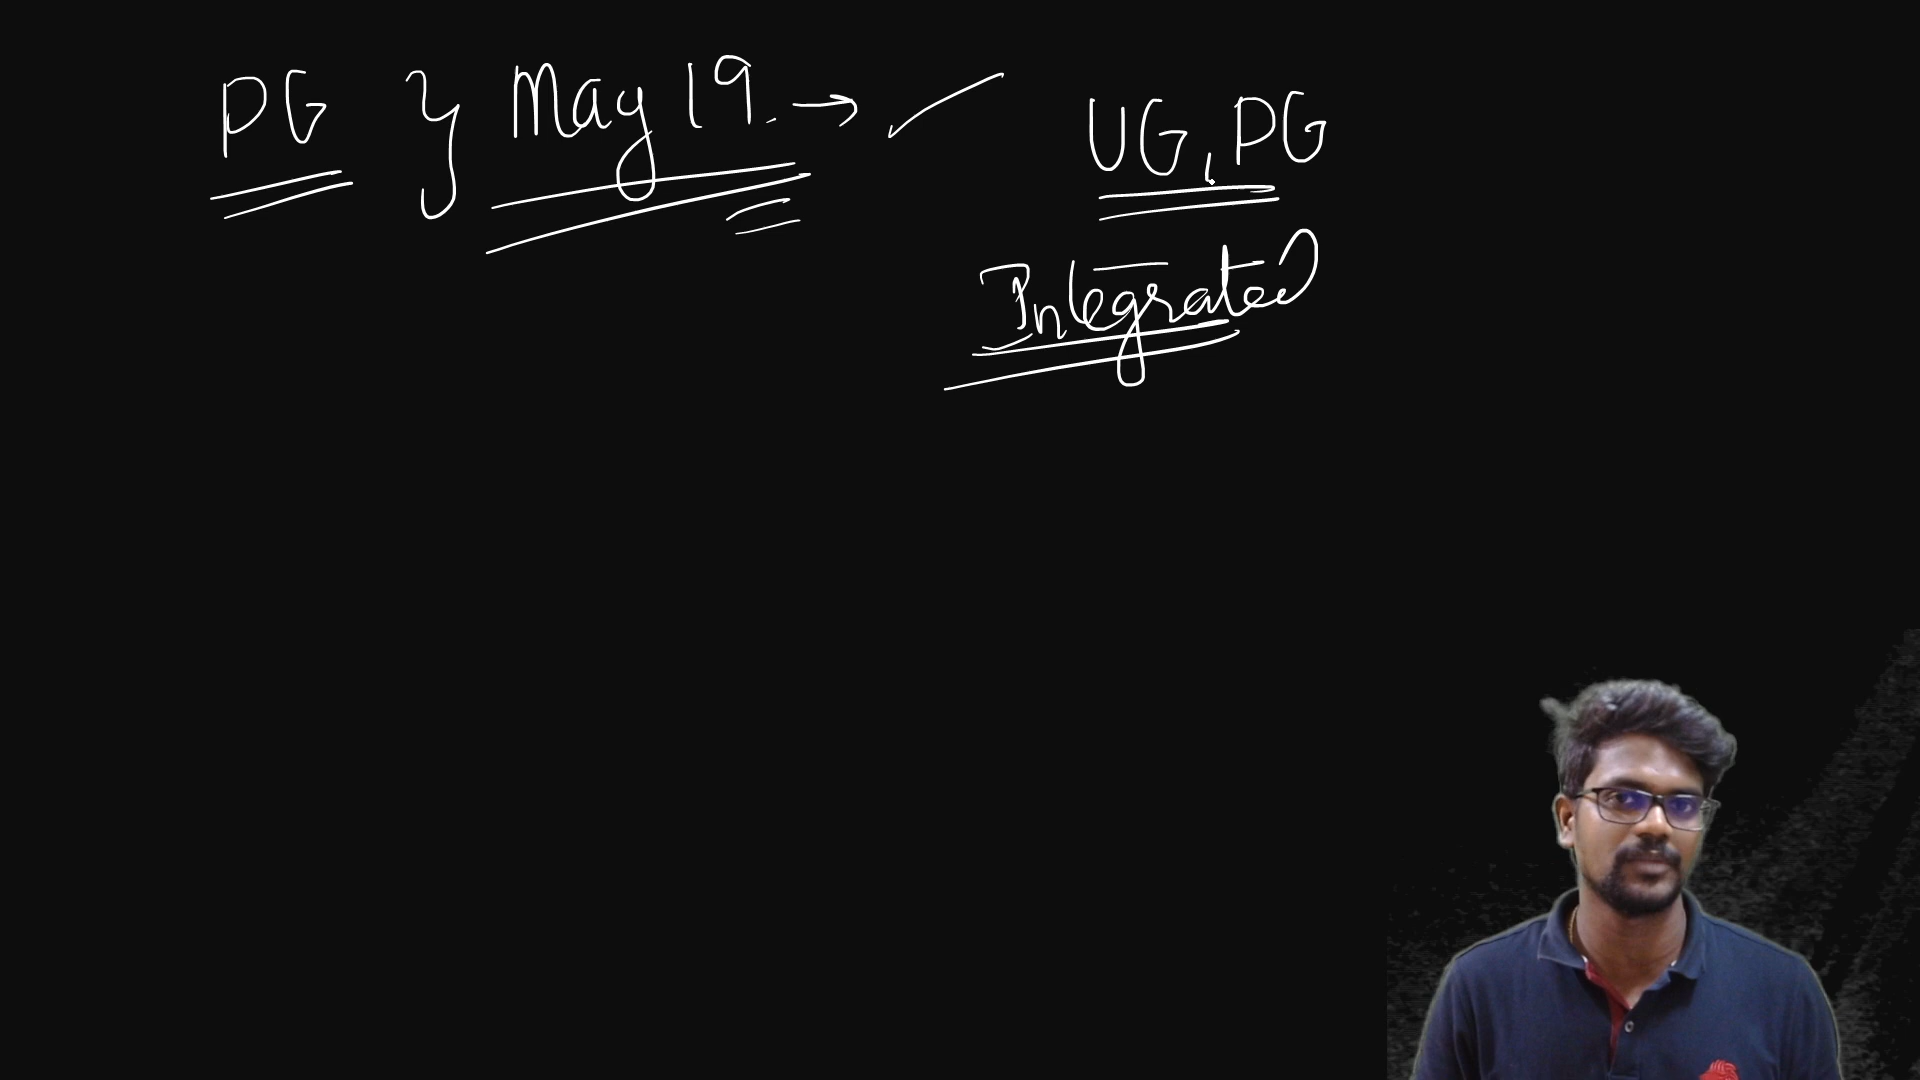 PG } May 19. → ✓ UG, PG
Integrated